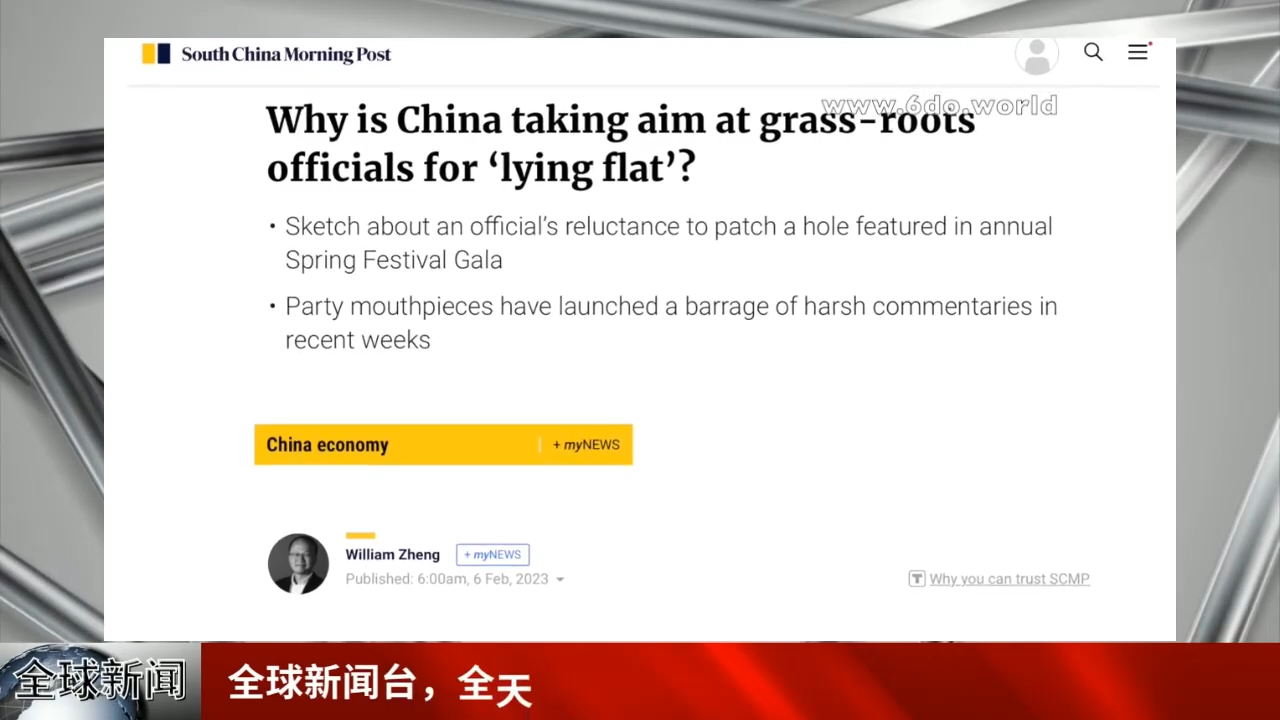 South China Morning Post
www.6do.world
Why is China taking aim at grass-roots
officials for ‘lying flat’?
• Sketch about an official’s reluctance to patch a hole featured in annual
Spring Festival Gala
• Party mouthpieces have launched a barrage of harsh commentaries in
recent weeks
China economy
+ myNEWS
William Zheng
+ myNEWS
Published: 6:00am, 6 Feb, 2023
Why you can trust SCMP
全球新闻
全球新闻台，全天